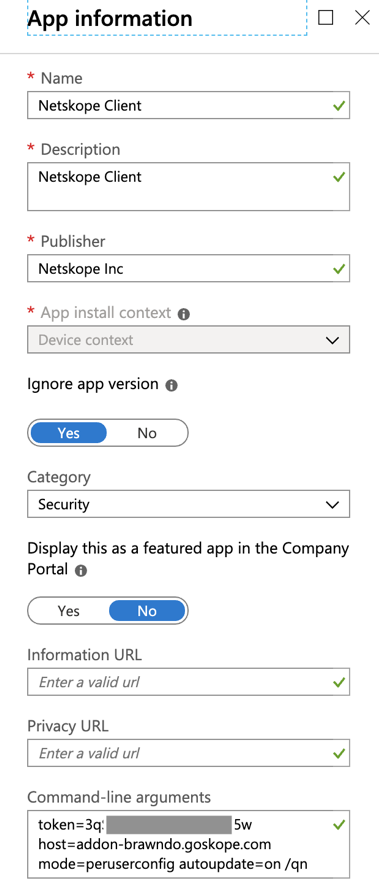 App information
* Name
Netskope Client
* Description
Netskope Client
* Publisher
Netskope Inc
* App install context
Device context
Ignore app version
Yes No
Category
Security
Display this as a featured app in the Company
Portal
Yes No
Information URL
Enter a valid url
Privacy URL
Enter a valid url
Command-line arguments
token=3q 5w
host=addon-brawndo.goskope.com
mode=peruserconfig autoupdate=on /qn